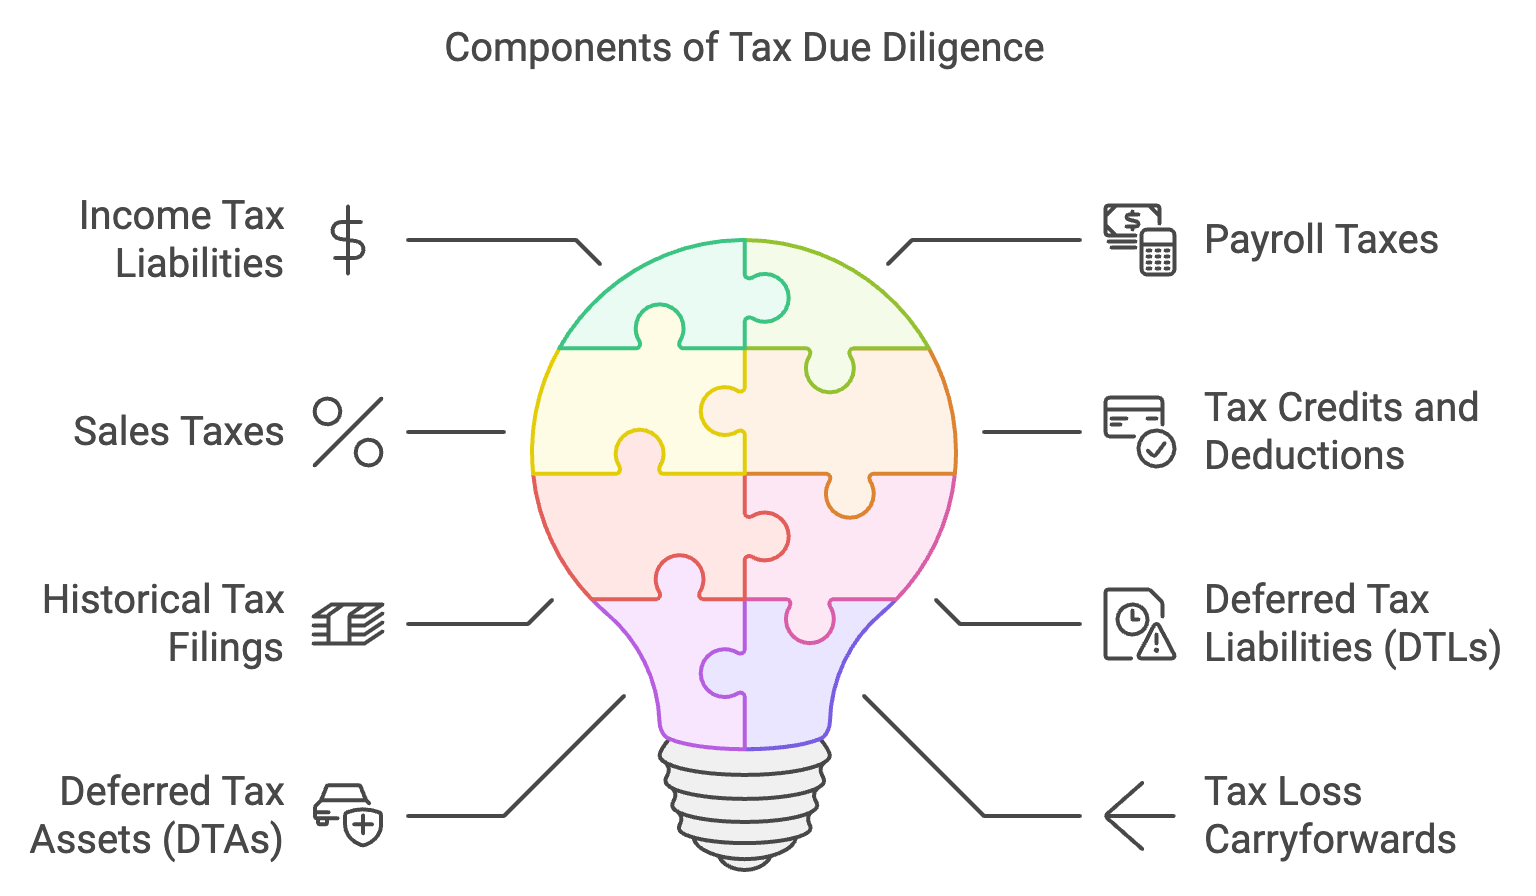 Components of Tax Due Diligence
Income Tax
Liabilities
$
$
Payroll Taxes
Sales Taxes
%
Tax Credits and
Deductions
Historical Tax
Filings
Deferred Tax
Liabilities (DTLs)
Deferred Tax
Assets (DTAs)
Tax Loss
Carryforwards